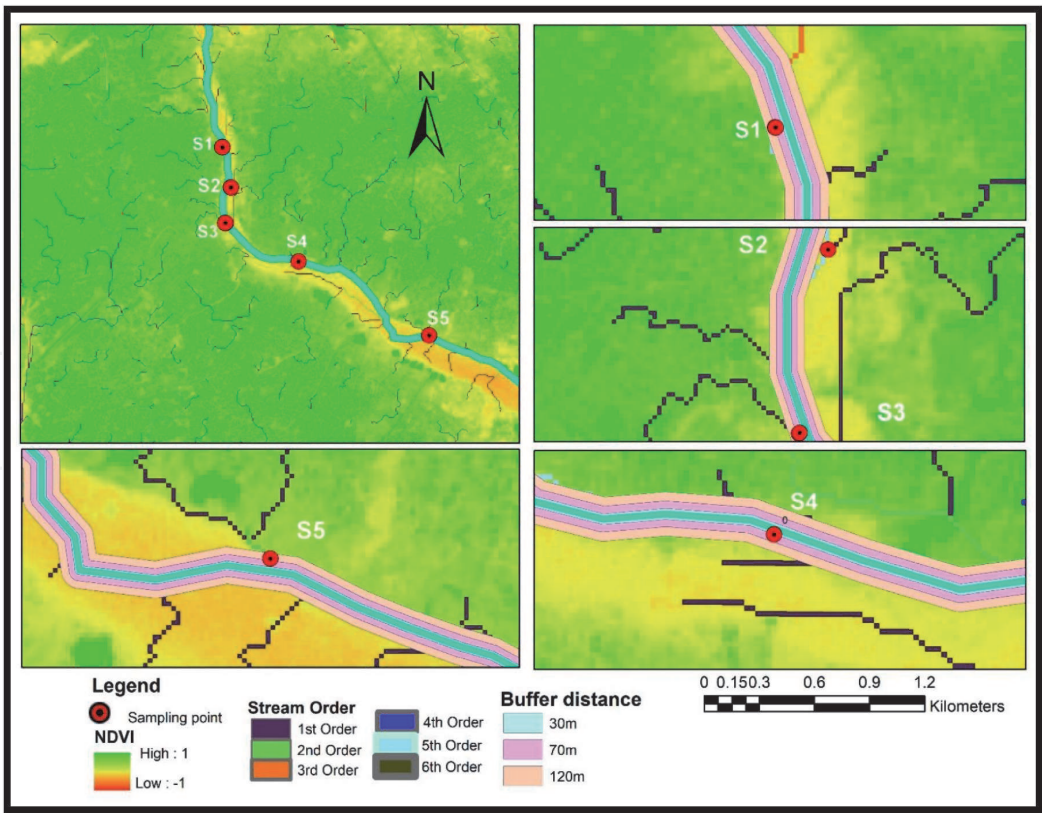 N
S1
S2
S3
S4
S5
S1
S2
S3
S5
S4
0
Legend
Sampling point
NDVI
High : 1
Low : -1
Stream Order
1st Order
2nd Order
3rd Order
4th Order
5th Order
6th Order
Buffer distance
30m
70m
120m
0 0.15 0.3 0.6 0.9 1.2
Kilometers